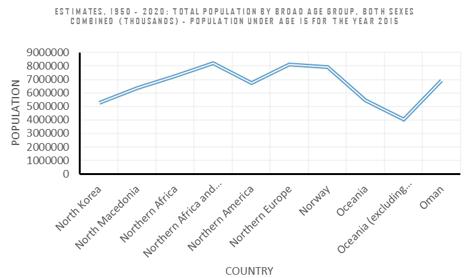 ESTIMATES, 1950 - 2020: TOTAL POPULATION BY BROAD AGE GROUP, BOTH SEXES
COMBINED (THOUSANDS) - POPULATION UNDER AGE 15 FOR THE YEAR 2015
POPULATION
9000000
8000000
7000000
6000000
5000000
4000000
3000000
2000000
1000000
0
North Korea
North Macedonia
Northern Africa
Northern Africa and...
Northern America
Northern Europe
Norway
Oceania
Oceania (excluding...
Oman
COUNTRY